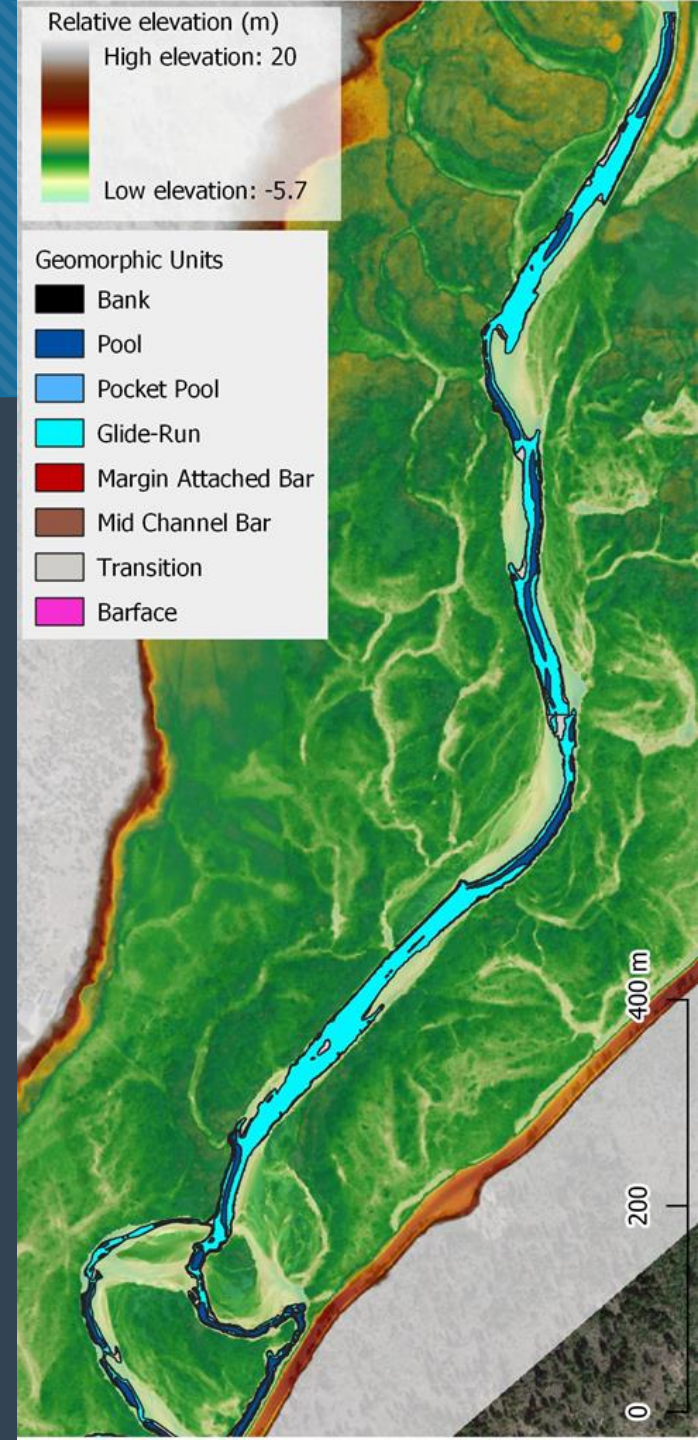 Relative elevation (m)
High elevation: 20
Low elevation: -5.7
Geomorphic Units
Bank
Pool
Pocket Pool
Glide-Run
Margin Attached Bar
Mid Channel Bar
Transition
Barface
400 m
200
0